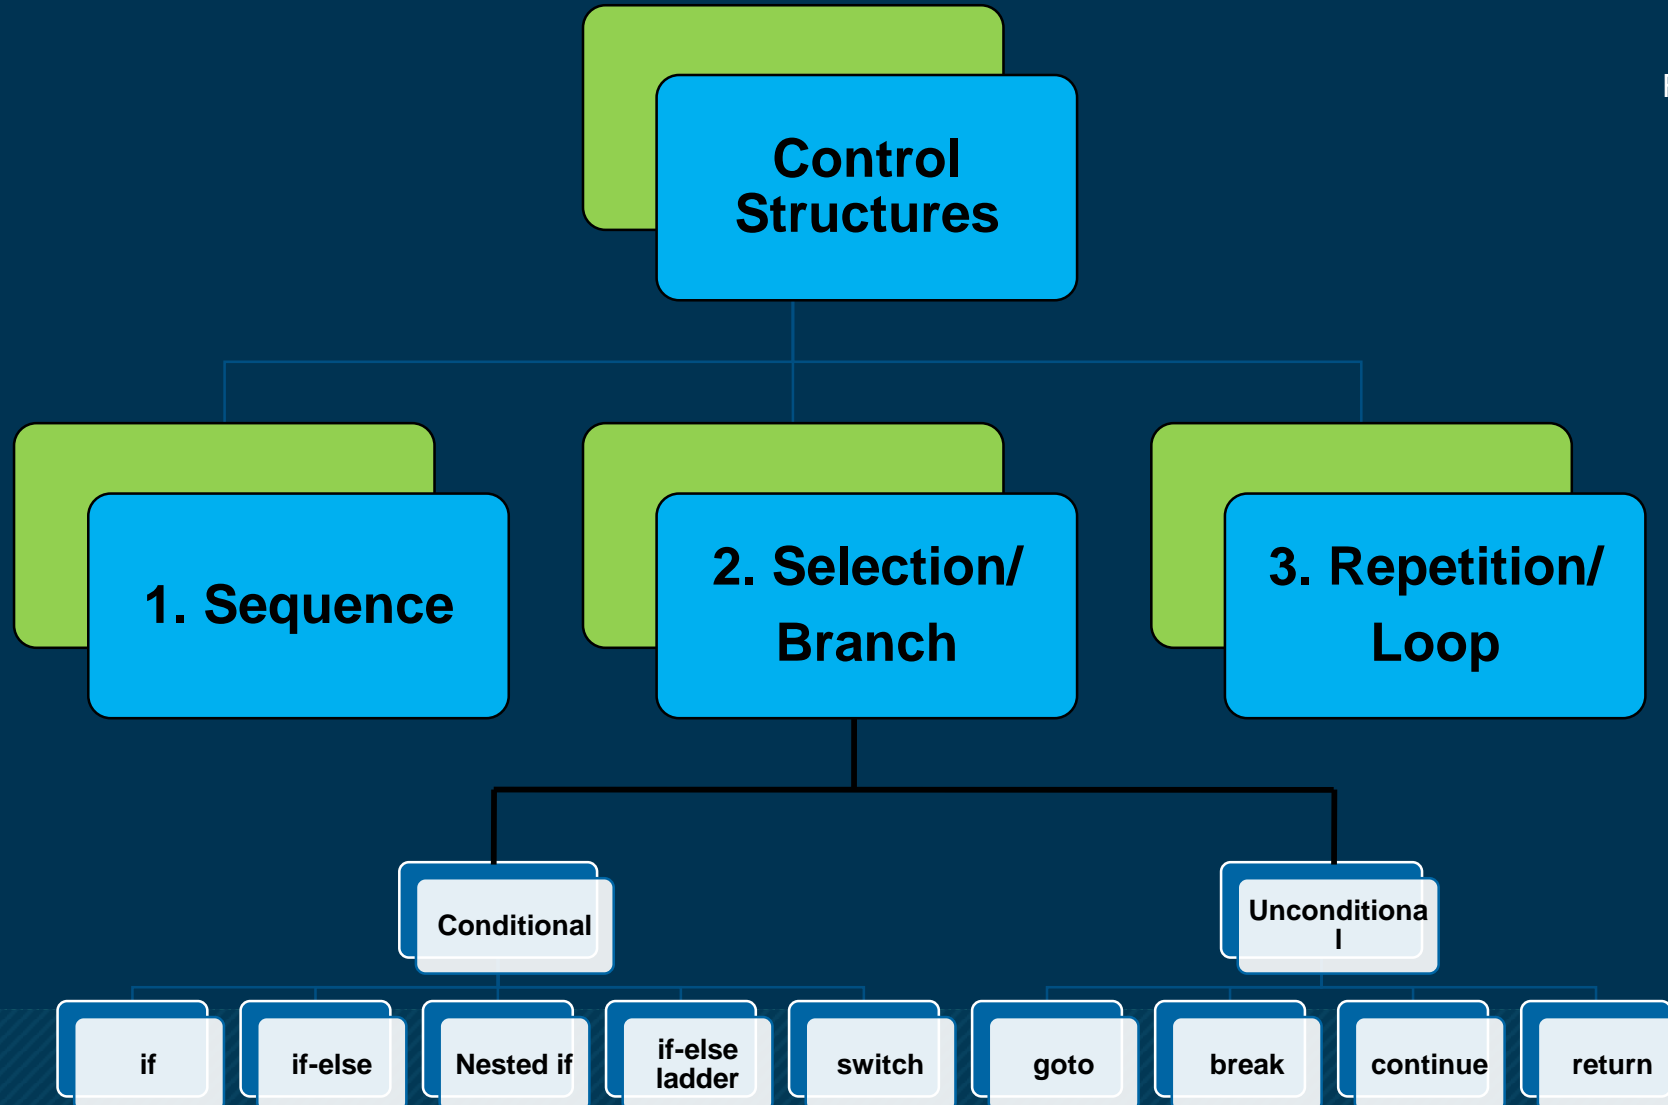 Control
Structures
1. Sequence
2. Selection/
Branch
3. Repetition/
Loop
Conditional
Unconditiona
l
if
if-else
Nested if
if-else
ladder
switch
goto
break
continue
return